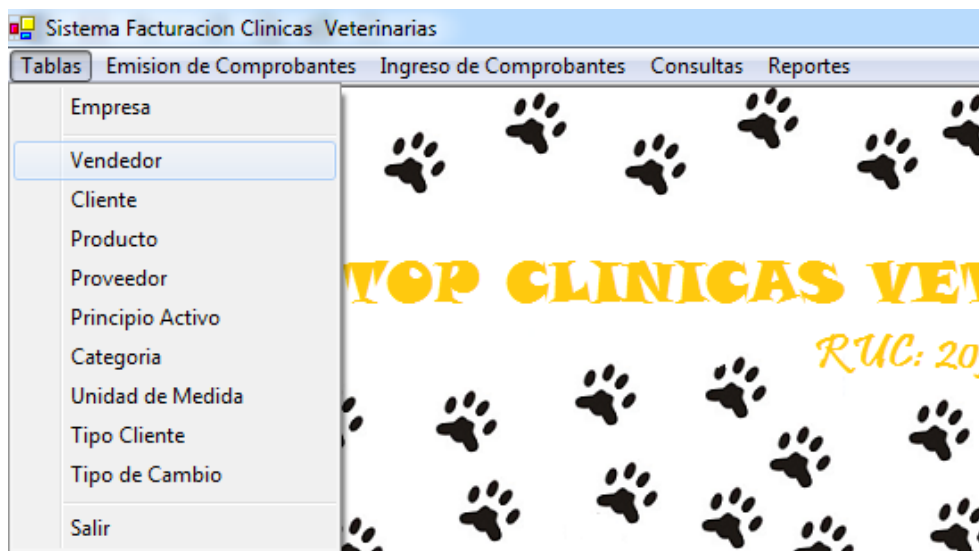 Sistema Facturacion Clinicas Veterinarias
Tablas Emision de Comprobantes Ingreso de Comprobantes Consultas Reportes
Empresa
Vendedor
Cliente
Producto
Proveedor
Principio Activo
Categoria
Unidad de Medida
Tipo Cliente
Tipo de Cambio
Salir
TOP CLINICAS
RUC: 20